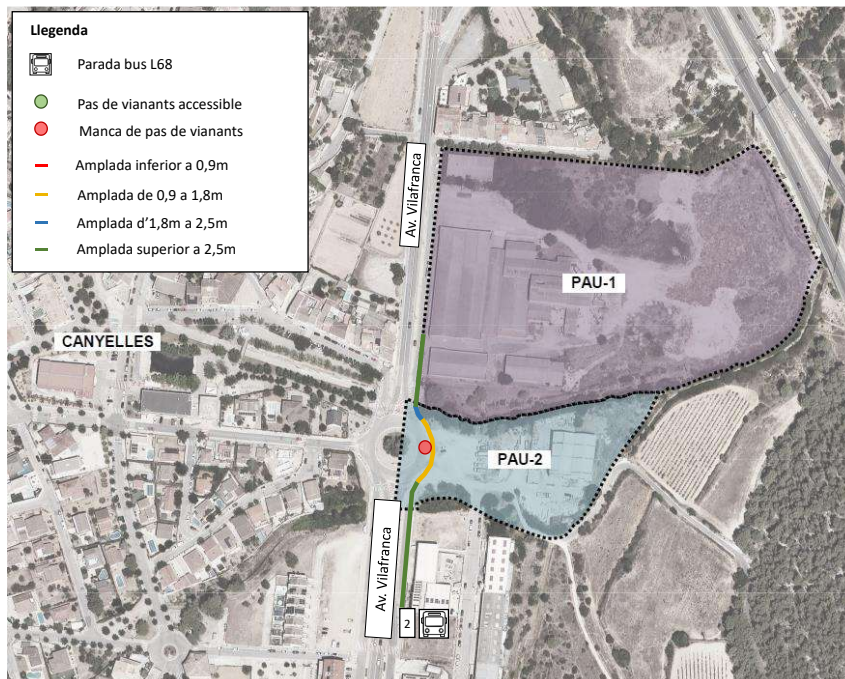 Llegenda
Parada bus L68
Pas de vianants accessible
Manca de pas de vianants
Amplada inferior a 0,9m
Amplada de 0,9 a 1,8m
Amplada d'1,8m a 2,5m
Amplada superior a 2,5m
Av. Vilafranca
PAU-1
CANYELLES
PAU-2
Av. Vilafranca
2